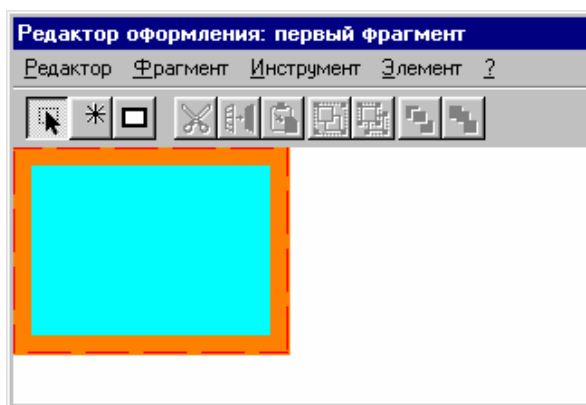 Редактор оформления: первый фрагмент
Редактор Фрагмент Инструмент Элемент ?